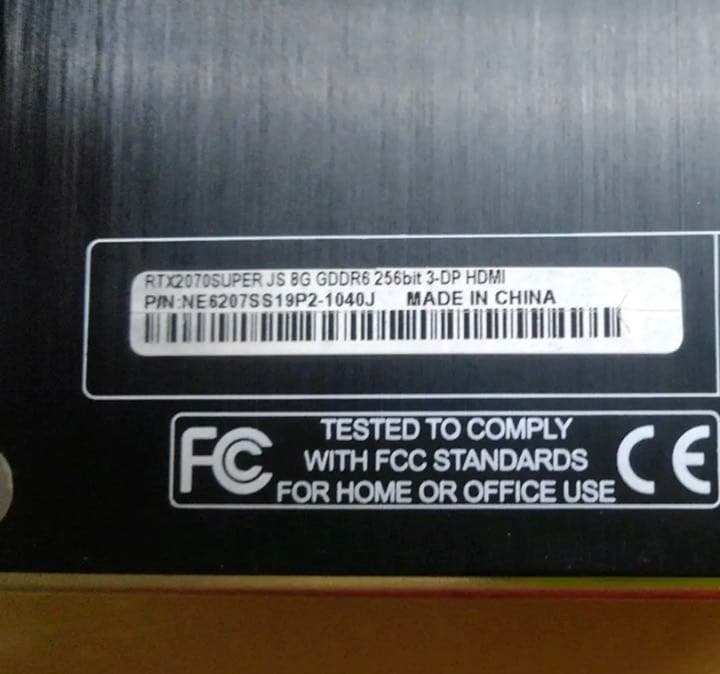 RTX2070SUPER JS 8G GDDR6 256bit 3-DP HDMI
P/N:NE6207SS19P2-1040J MADE IN CHINA
FC
TESTED TO COMPLY
WITH FCC STANDARDS
FOR HOME OR OFFICE USE
CE